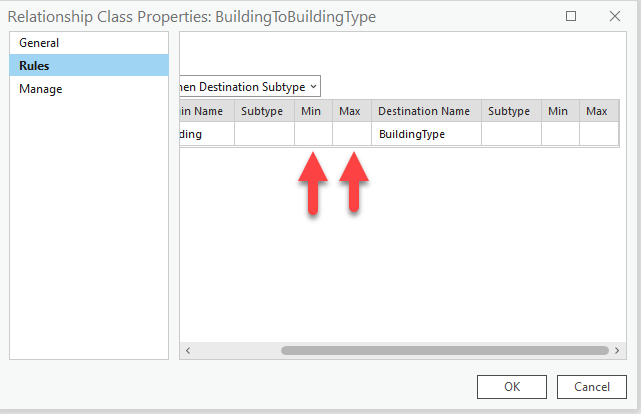 Relationship Class Properties: BuildingToBuildingType
General
Rules
Manage
hen Destination Subtype
in Name Subtype Min Max Destination Name Subtype Min Max
ding BuildingType
OK Cancel